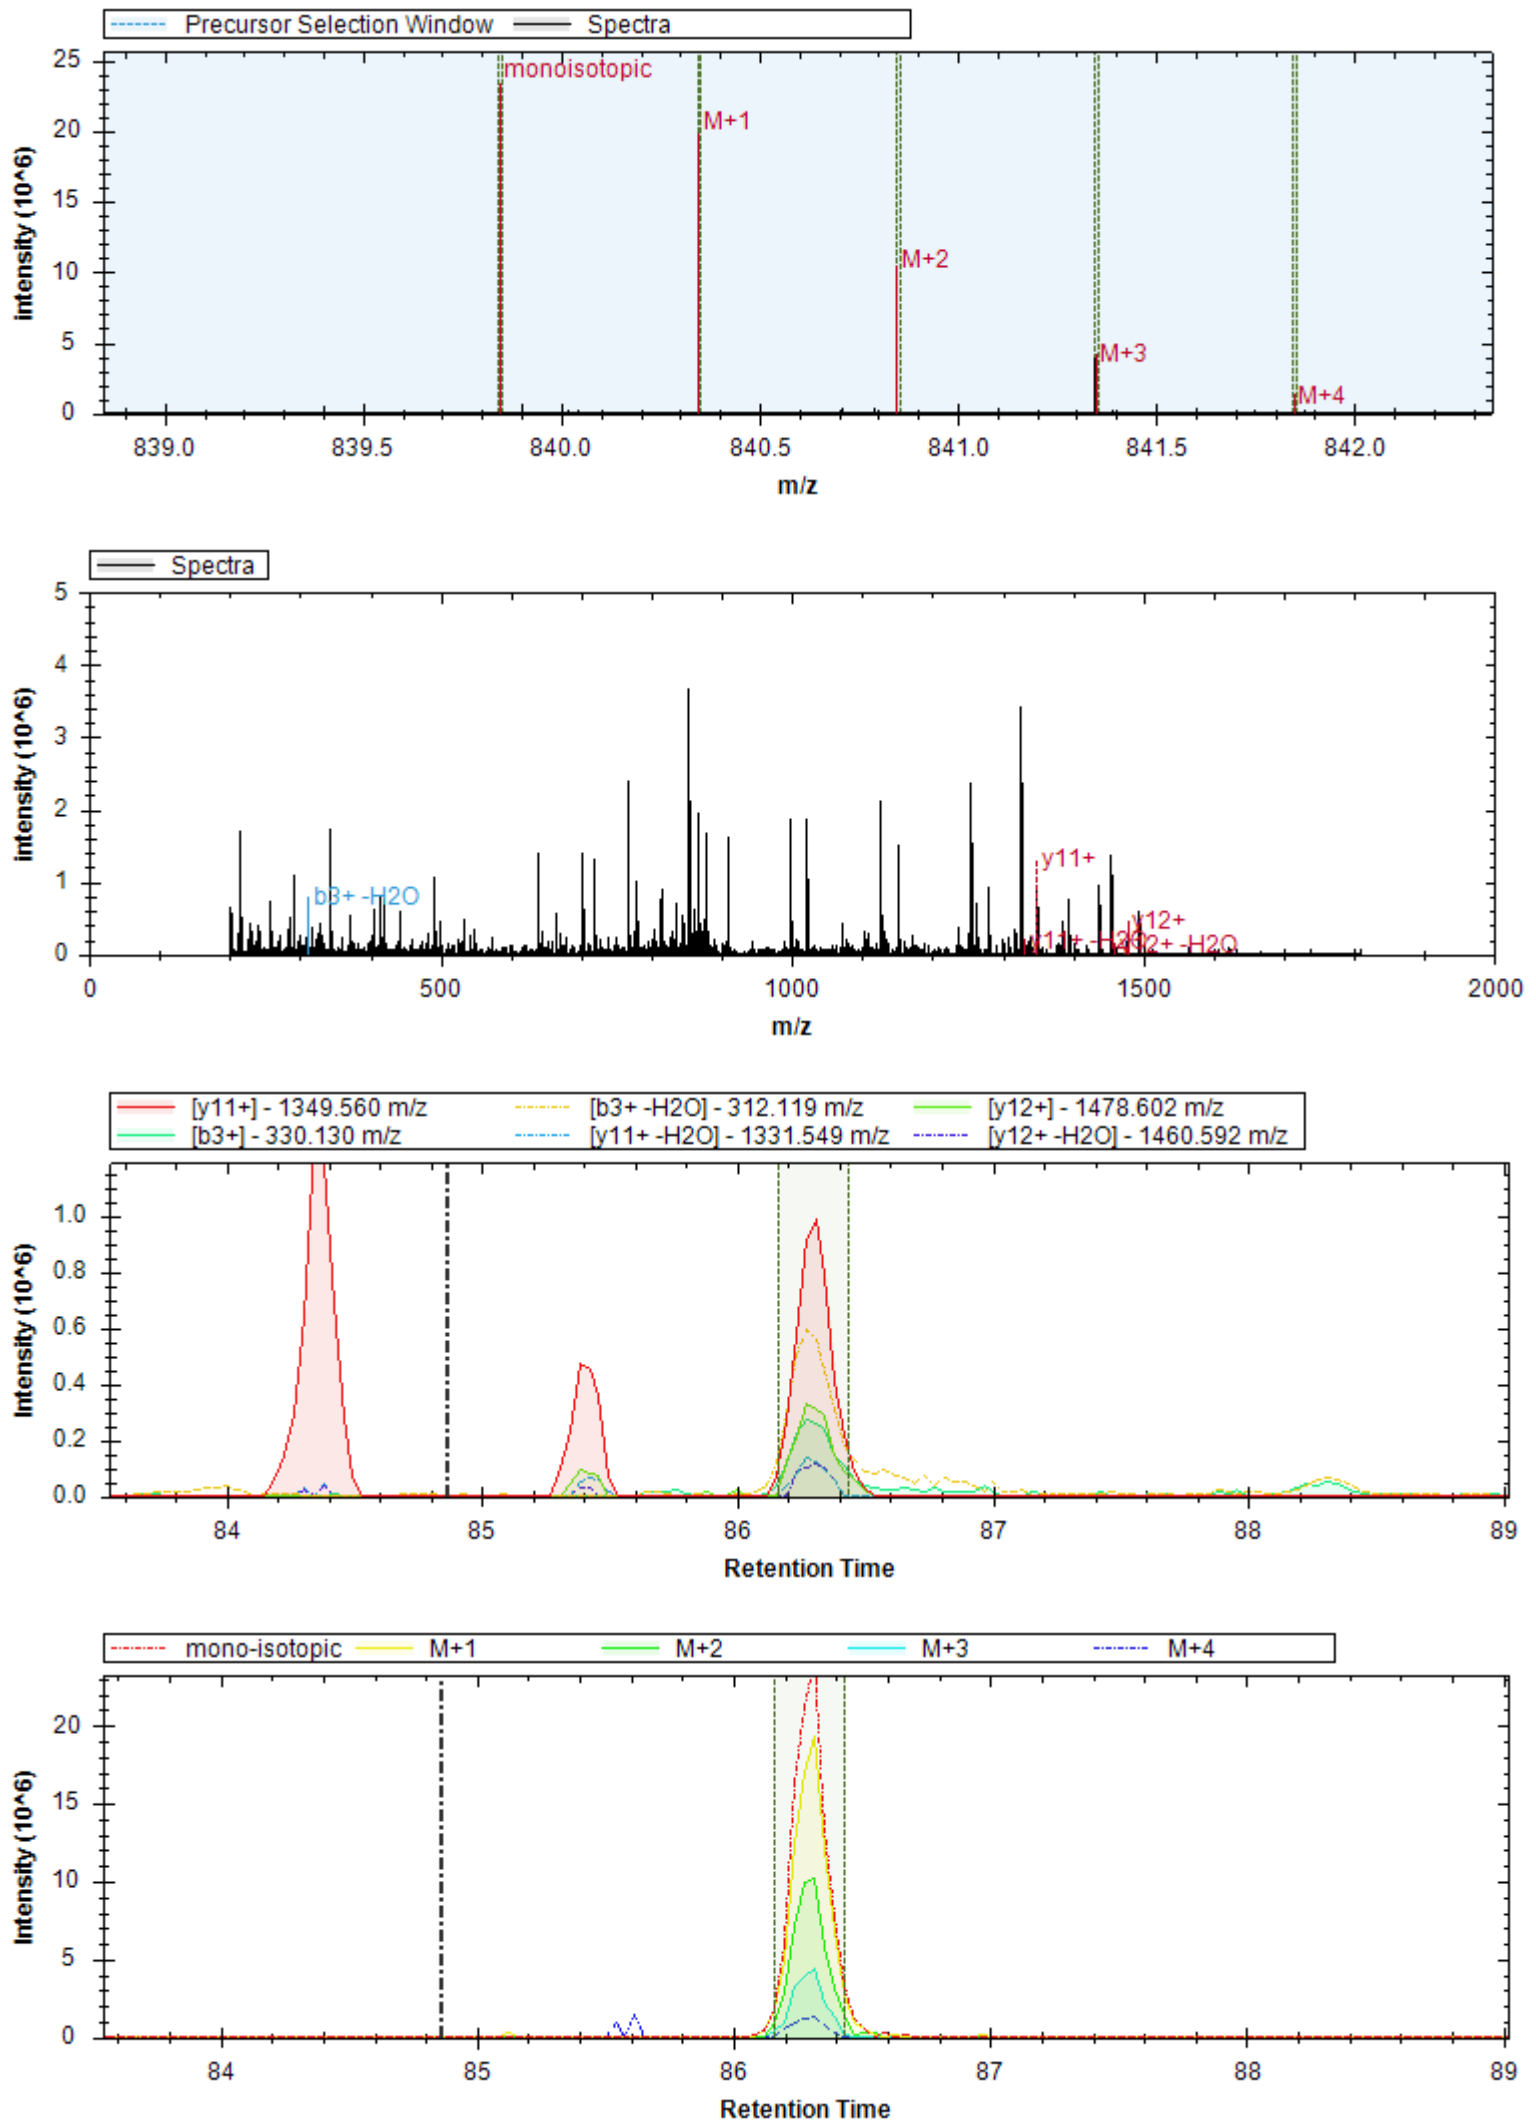 Precursor Selection Window Spectra
25
monoisotopic
20
M+1
15
M+2
10
5
M+3
M+4
0
intensity (10^6)
839.0 839.5 840.0 840.5 841.0 841.5 842.0
m/z
Spectra
5
4
3
2
1
0
intensity (10^6)
b3+ -H2O
y11+
y12+
y11+ -H2O
y12+ -H2O
0 500 1000 1500 2000
m/z
[y11+] - 1349.560 m/z [b3+ -H2O] - 312.119 m/z [y12+] - 1478.602 m/z
[b3+] - 330.130 m/z [y11+ -H2O] - 1331.549 m/z [y12+ -H2O] - 1460.592 m/z
1.0
0.8
0.6
0.4
0.2
0.0
Intensity (10^6)
84 85 86 87 88 89
Retention Time
mono-isotopic M+1 M+2 M+3 M+4
20
15
10
5
0
Intensity (10^6)
84 85 86 87 88 89
Retention Time